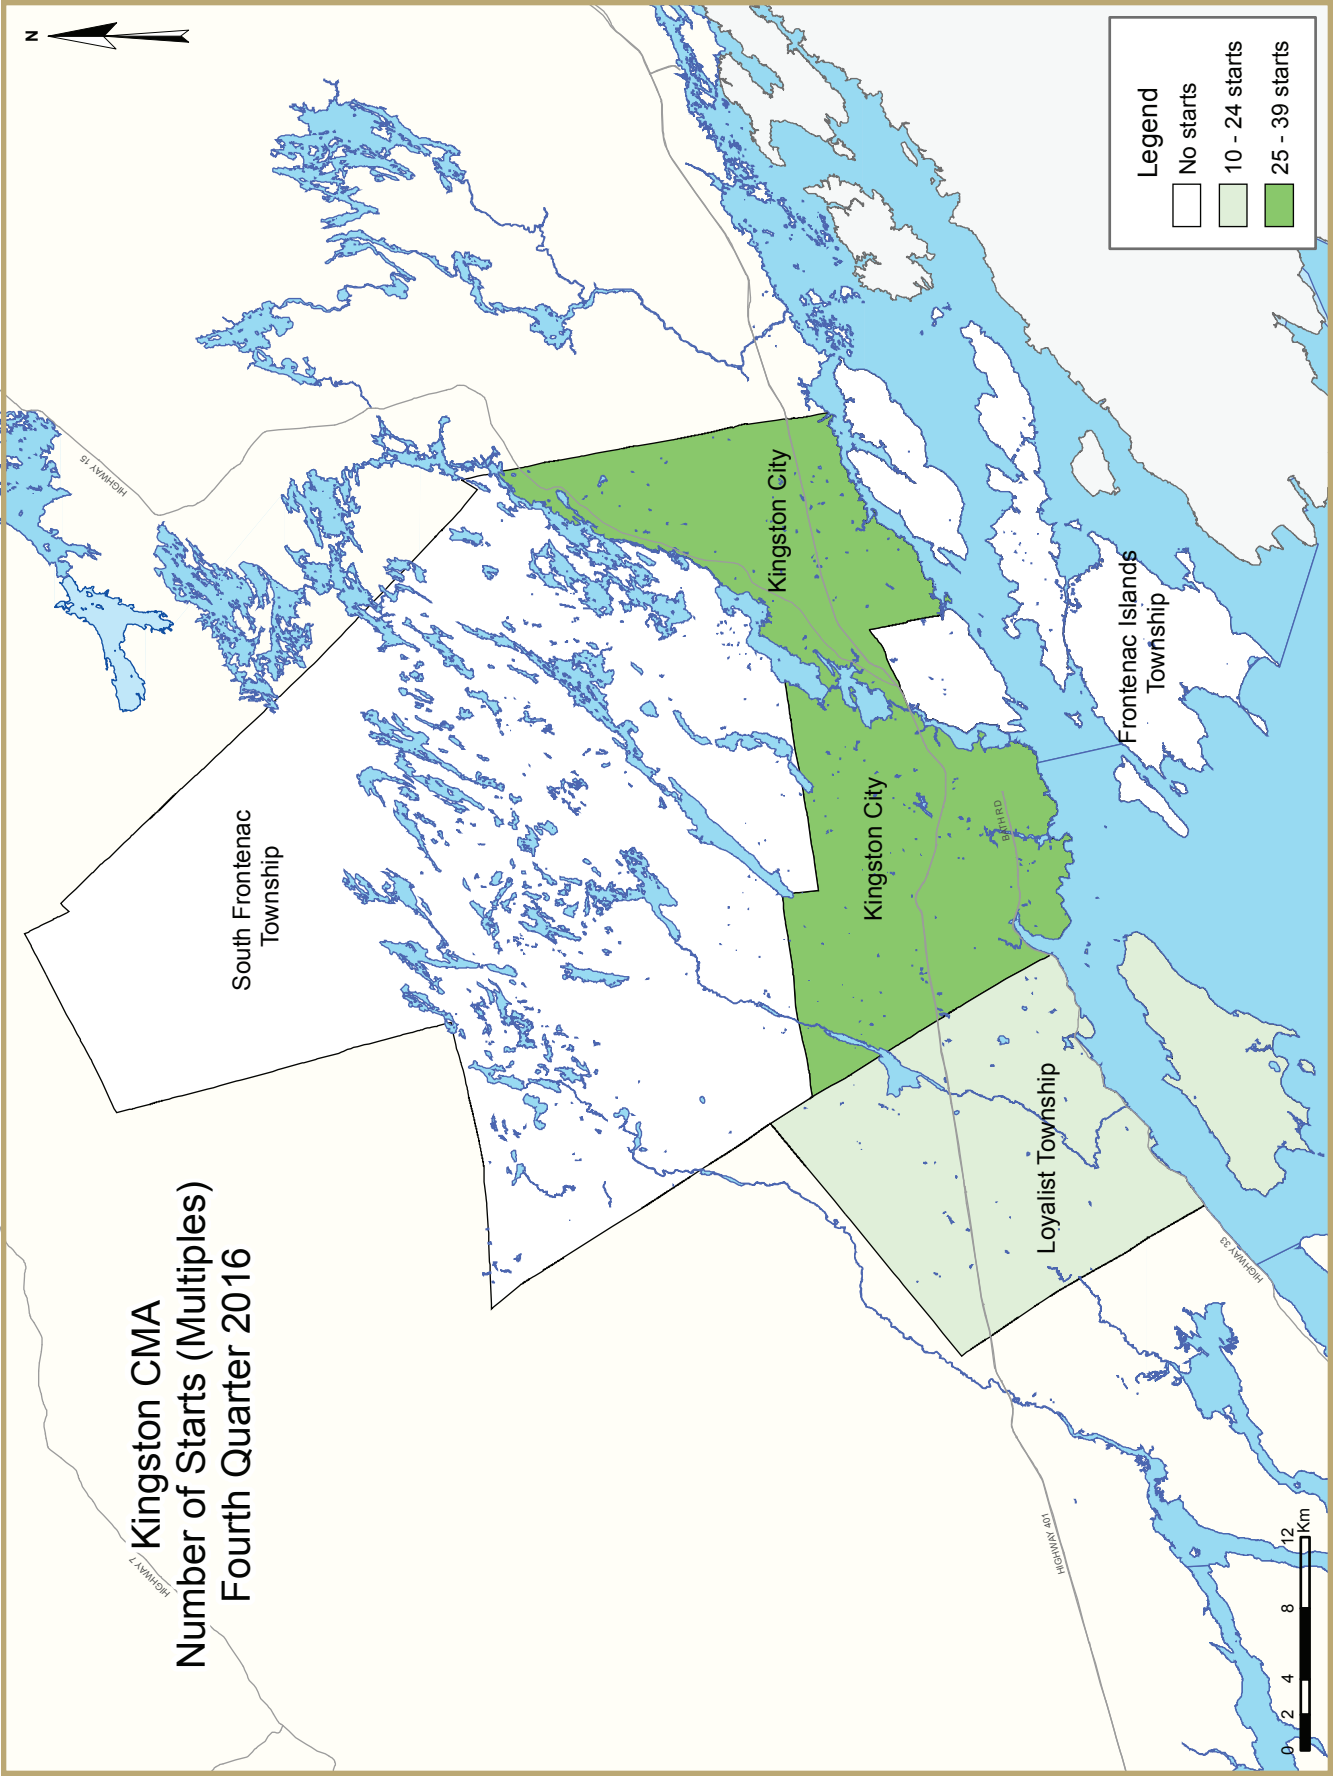 Kingston CMA
Number of Starts (Multiples)
Fourth Quarter 2016
N
HIGHWAY 7
HIGHWAY 15
South Frontenac
Township
Kingston City
Kingston City
BATH RD
Loyalist Township
Frontenac Islands
Township
HIGHWAY 401
HIGHWAY 33
0 2 4 8 12
Km
Legend
No starts
10 - 24 starts
25 - 39 starts